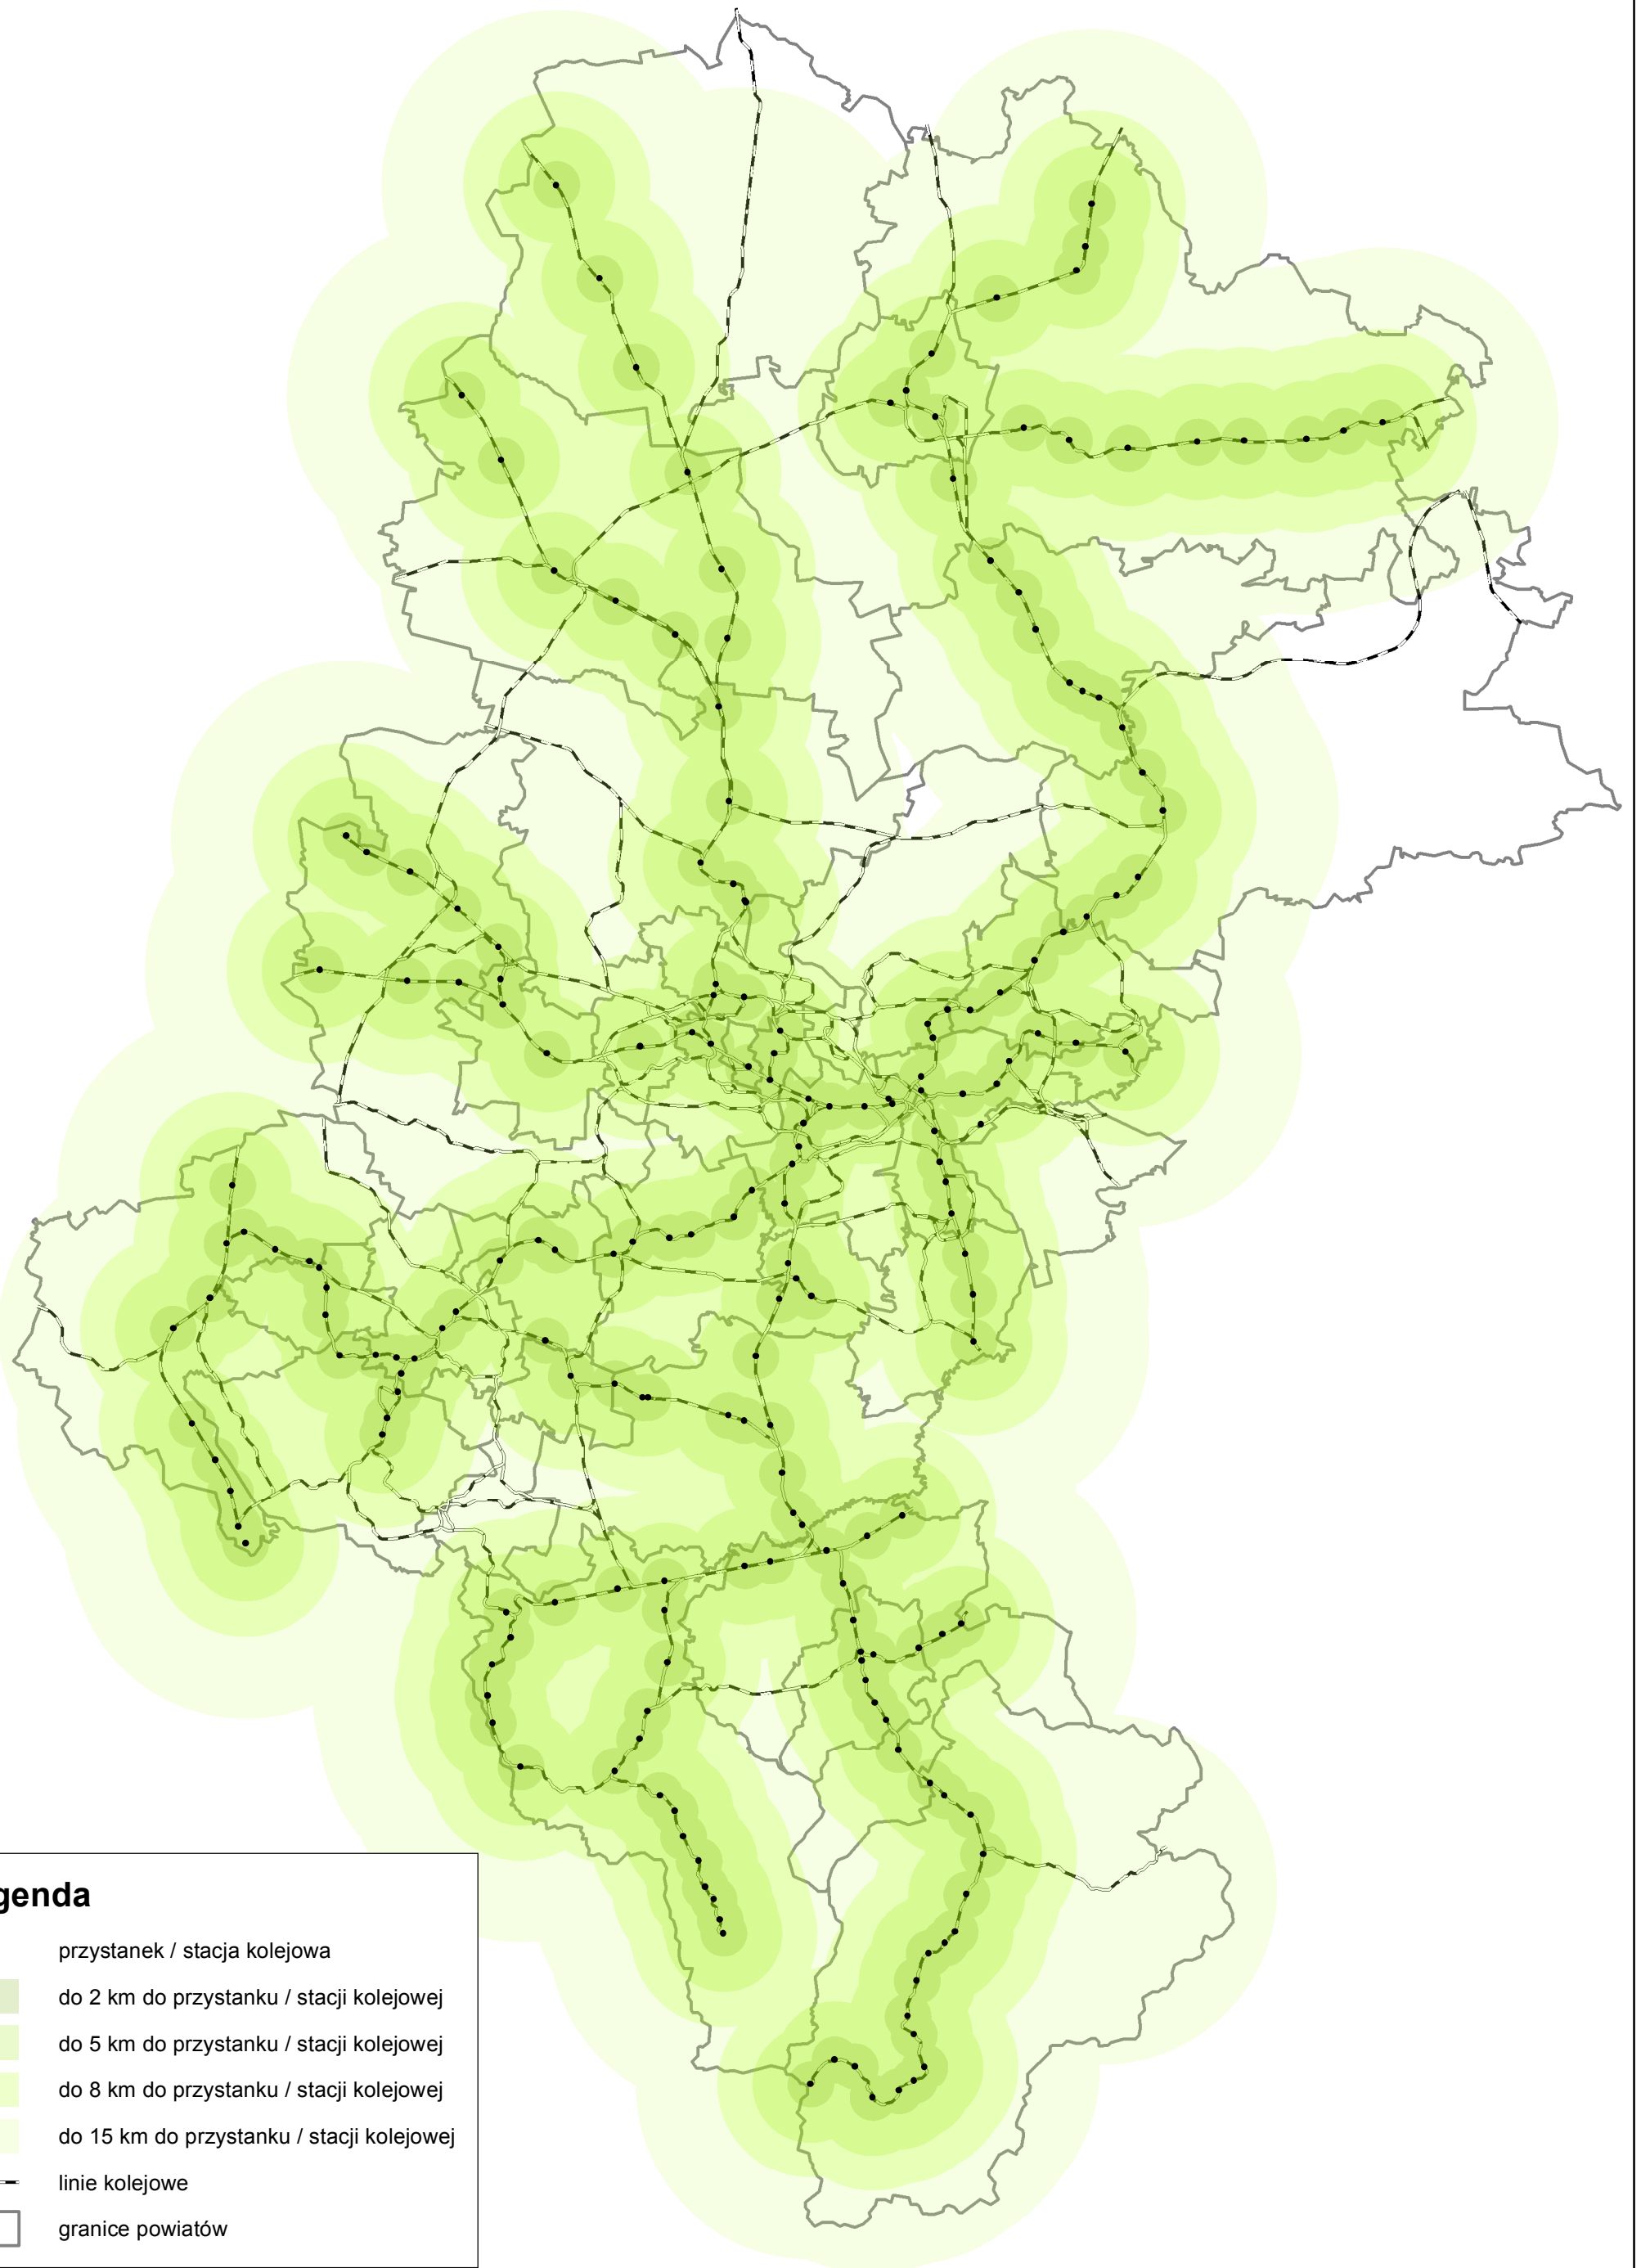 genda
przystanek / stacja kolejowa
do 2 km do przystanku / stacji kolejowej
do 5 km do przystanku / stacji kolejowej
do 8 km do przystanku / stacji kolejowej
do 15 km do przystanku / stacji kolejowej
linie kolejowe
granice powiatów